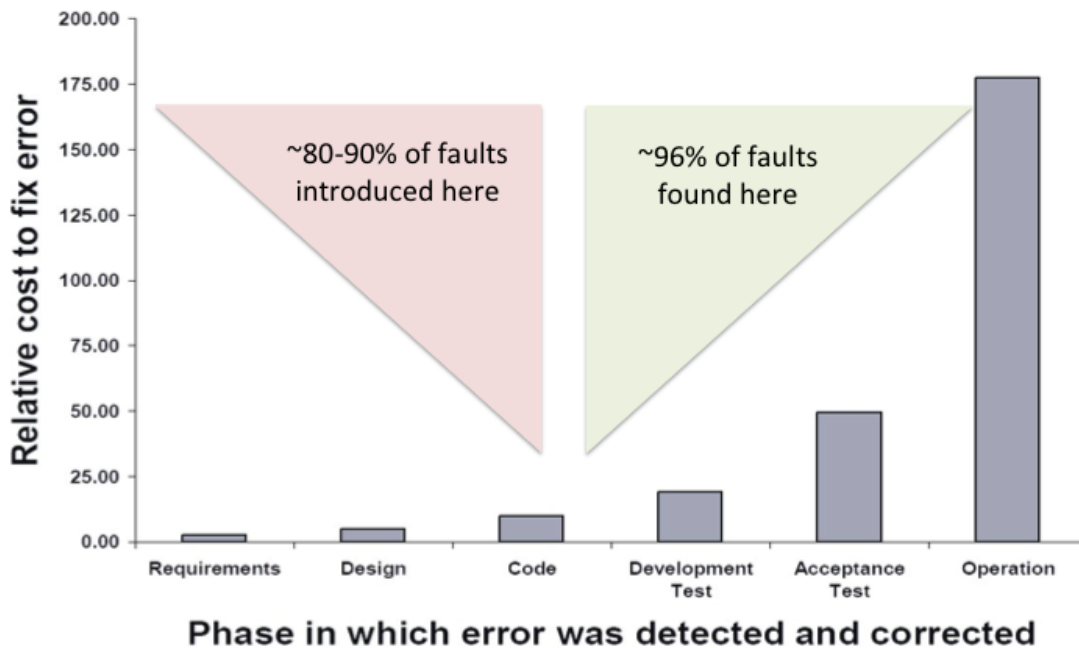 200.00
175.00
150.00
125.00
100.00
75.00
50.00
25.00
0.00
Relative cost to fix error
~80-90% of faults
introduced here
~96% of faults
found here
Requirements
Design
Code
Development
Test
Acceptance
Test
Operation
Phase in which error was detected and corrected